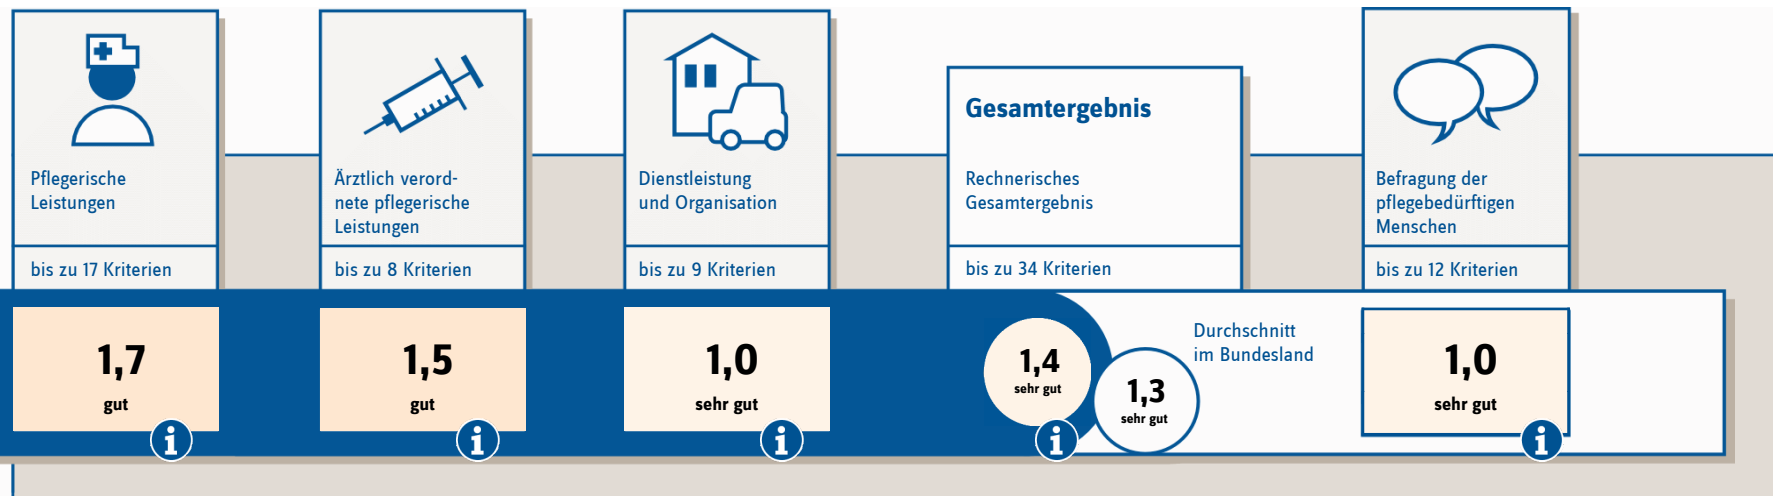 Pflegerische
Leistungen
bis zu 17 Kriterien
1,7
gut
i
Ärztlich verord-
nete pflegerische
Leistungen
bis zu 8 Kriterien
1,5
gut
i
Dienstleistung
und Organisation
bis zu 9 Kriterien
1,0
sehr gut
i
Gesamtergebnis
Rechnerisches
Gesamtergebnis
bis zu 34 Kriterien
1,4
sehr gut
i
1,3
sehr gut
Durchschnitt
im Bundesland
Befragung der
pflegebedürftigen
Menschen
bis zu 12 Kriterien
1,0
sehr gut
i